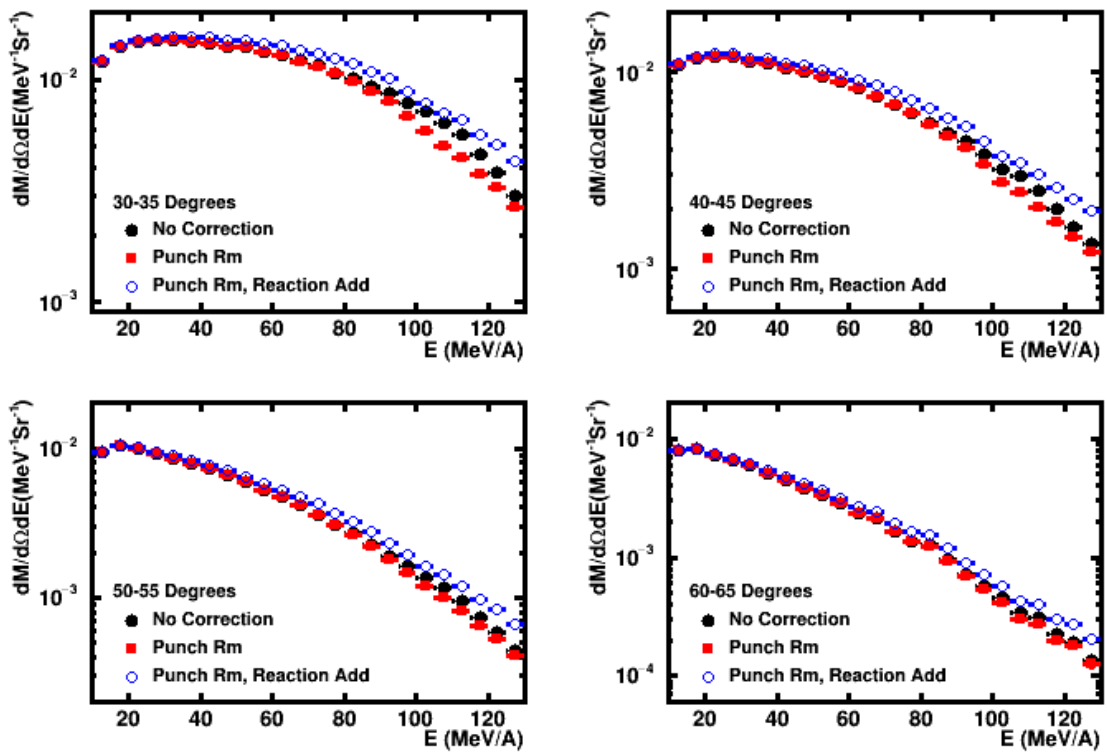 dM/dΩdE(MeV⁻¹Sr⁻¹)
10⁻²
10⁻³
30-35 Degrees
No Correction
Punch Rm
Punch Rm, Reaction Add
20 40 60 80 100 120
E (MeV/A)
dM/dΩdE(MeV⁻¹Sr⁻¹)
10⁻²
10⁻³
40-45 Degrees
No Correction
Punch Rm
Punch Rm, Reaction Add
20 40 60 80 100 120
E (MeV/A)
dM/dΩdE(MeV⁻¹Sr⁻¹)
10⁻²
10⁻³
50-55 Degrees
No Correction
Punch Rm
Punch Rm, Reaction Add
20 40 60 80 100 120
E (MeV/A)
dM/dΩdE(MeV⁻¹Sr⁻¹)
10⁻²
10⁻³
10⁻⁴
60-65 Degrees
No Correction
Punch Rm
Punch Rm, Reaction Add
20 40 60 80 100 120
E (MeV/A)